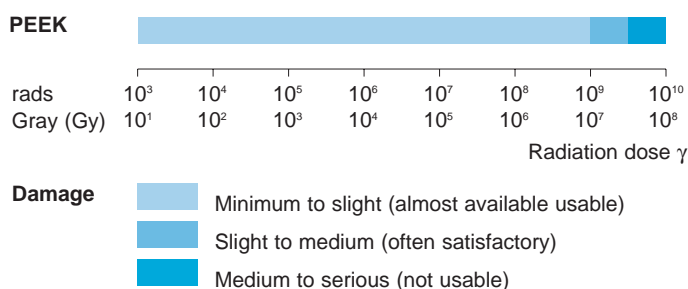 PEEK
rads 10³ 10⁴ 10⁵ 10⁶ 10⁷ 10⁸ 10⁹ 10¹⁰
Gray (Gy) 10¹ 10² 10³ 10⁴ 10⁵ 10⁶ 10⁷ 10⁸
Radiation dose γ
Damage
Minimum to slight (almost available usable)
Slight to medium (often satisfactory)
Medium to serious (not usable)